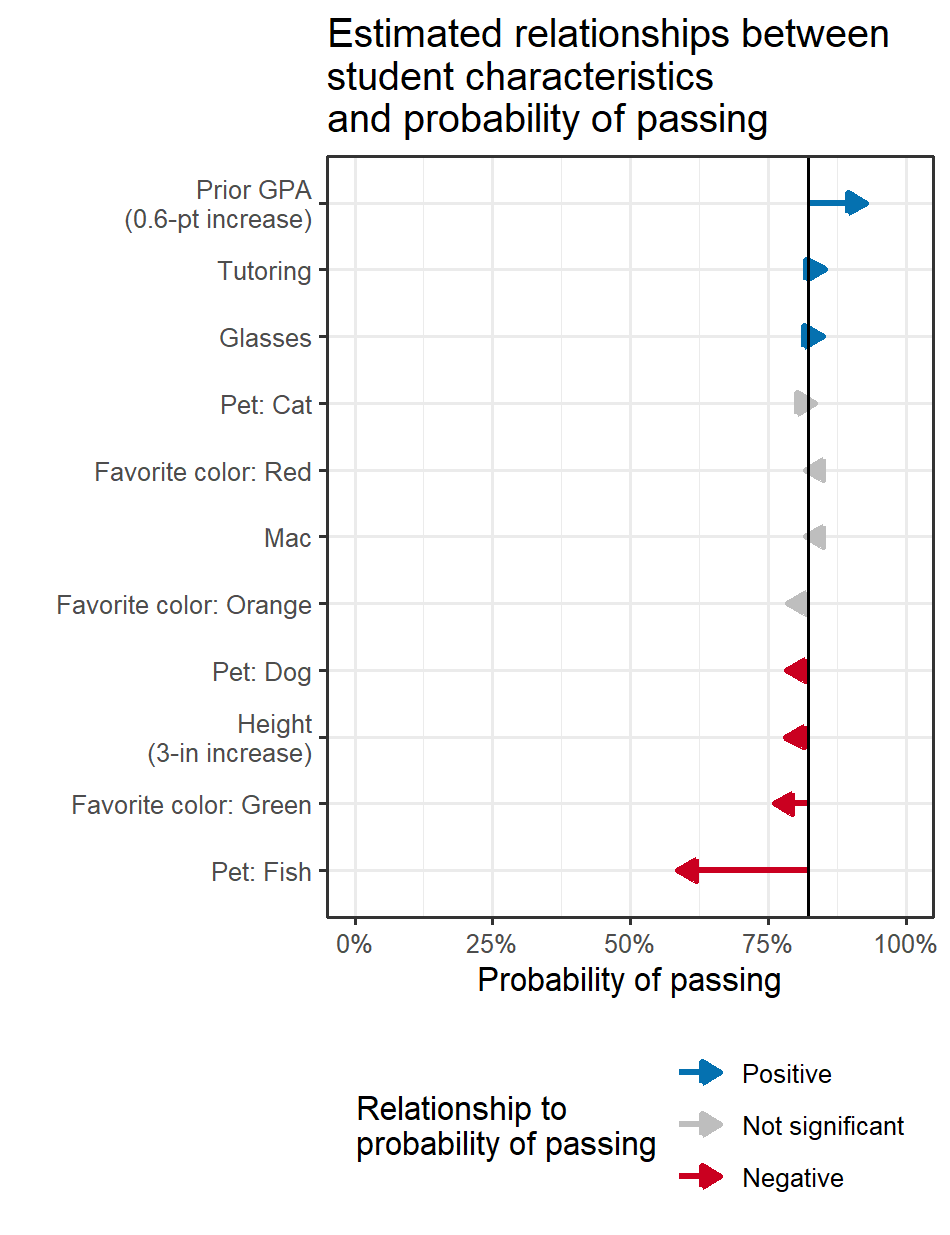 Estimated relationships between
student characteristics
and probability of passing
Prior GPA
(0.6-pt increase)
Tutoring
Glasses
Pet: Cat
Favorite color: Red
Mac
Favorite color: Orange
Pet: Dog
Height
(3-in increase)
Favorite color: Green
Pet: Fish
0% 25% 50% 75% 100%
Probability of passing
Relationship to
probability of passing
Positive
Not significant
Negative